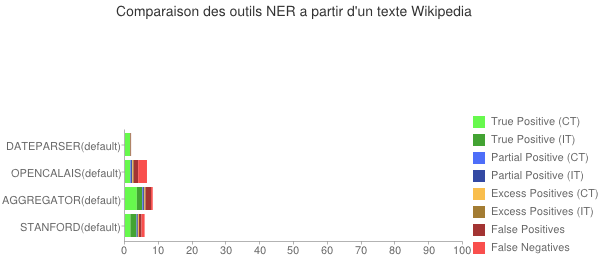 Comparaison des outils NER a partir d'un texte Wikipedia
True Positive (CT)
True Positive (IT)
Partial Positive (CT)
Partial Positive (IT)
Excess Positives (CT)
Excess Positives (IT)
False Positives
False Negatives
DATEPARSER(default)
OPENCALAIS(default)
AGGREGATOR(default)
STANFORD(default)
0 10 20 30 40 50 60 70 80 90 100